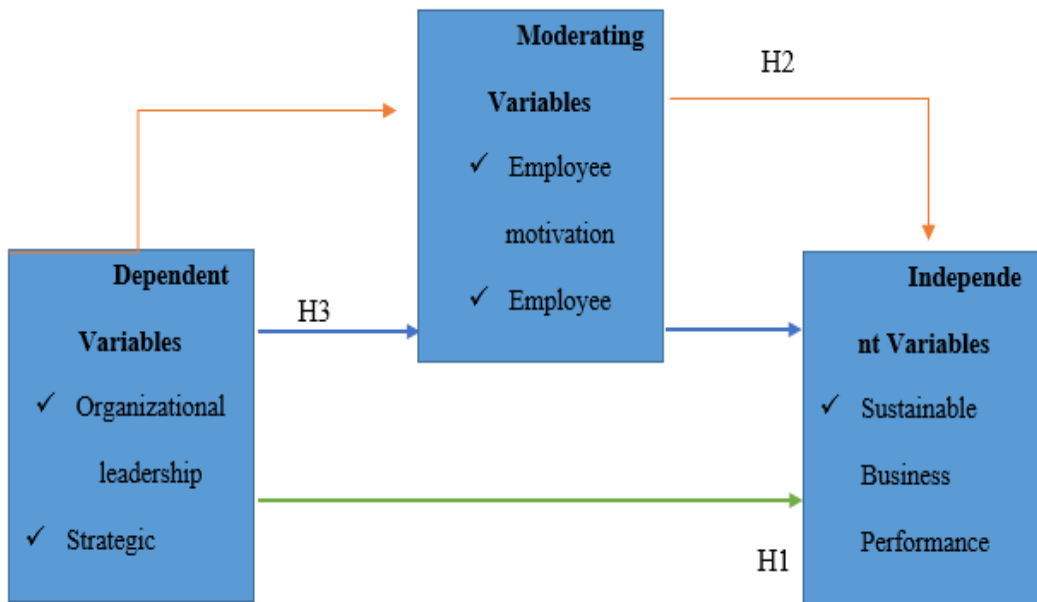 Moderating
Variables
✓ Employee
motivation
✓ Employee
H2
Dependent
Variables
✓ Organizational
leadership
✓ Strategic
H3
Independe
nt Variables
✓ Sustainable
Business
Performance
H1